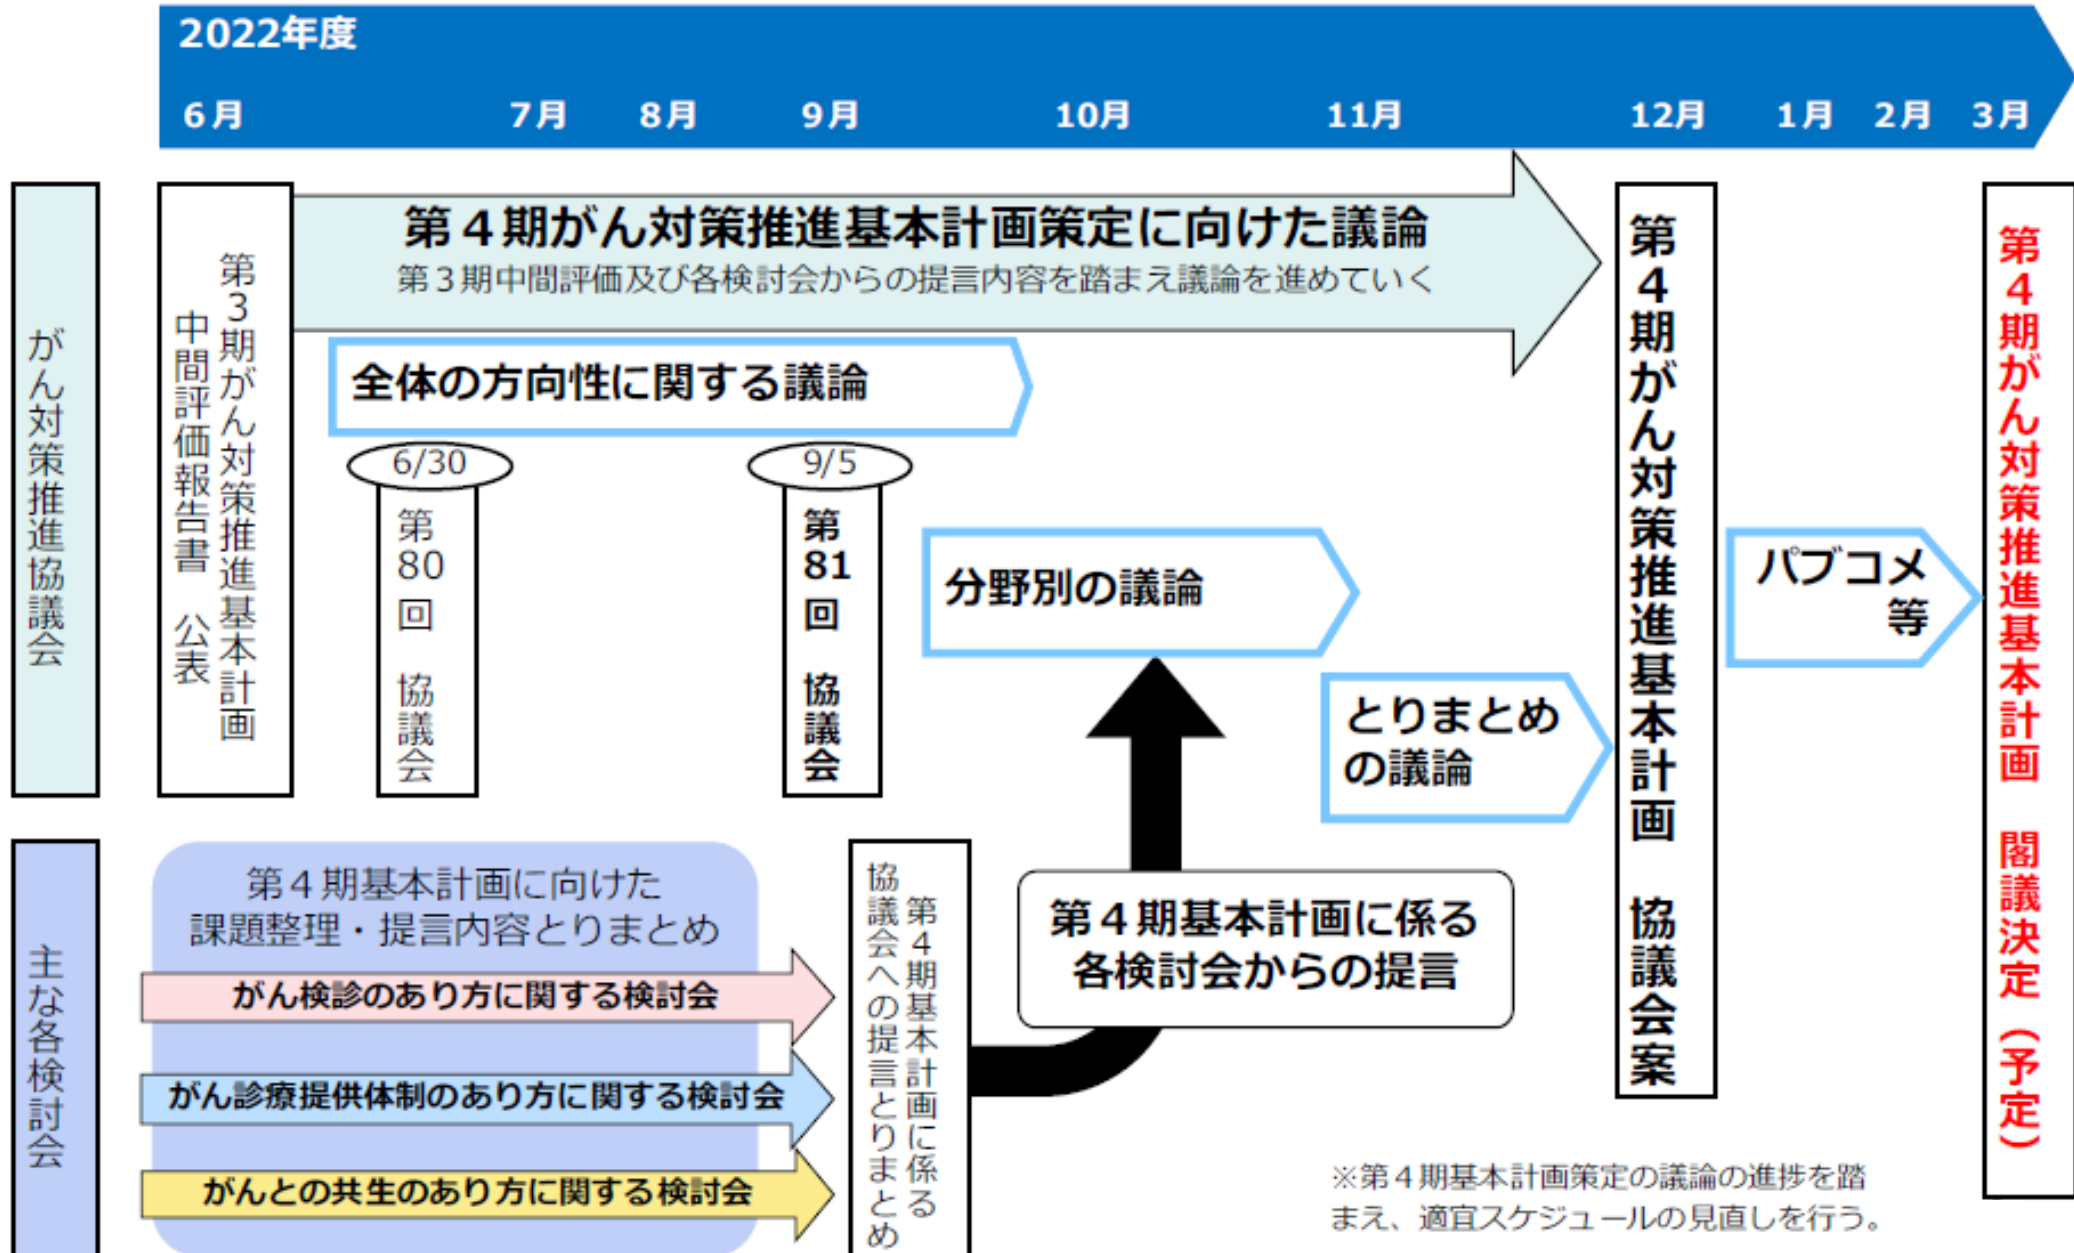 2022年度
6月 7月 8月 9月 10月 11月 12月 1月 2月 3月
がん対策推進協議会
第3期がん対策推進基本計画
中間評価報告書 公表
第4期がん対策推進基本計画策定に向けた議論
第3期中間評価及び各検討会からの提言内容を踏まえ議論を進めていく
全体の方向性に関する議論
6/30
第80回 協議会
9/5
第81回 協議会
分野別の議論
とりまとめ
の議論
第4期がん対策推進基本計画 協議会案
パブコメ
等
第4期がん対策推進基本計画 閣議決定(予定)
主な各検討会
第4期基本計画に向けた
課題整理・提言内容とりまとめ
がん検診のあり方に関する検討会
がん診療提供体制のあり方に関する検討会
がんとの共生のあり方に関する検討会
第4期基本計画に係る
協議会への提言とりまとめ
第4期基本計画に係る
各検討会からの提言
※第4期基本計画策定の議論の進捗を踏
まえ、適宜スケジュールの見直しを行う。